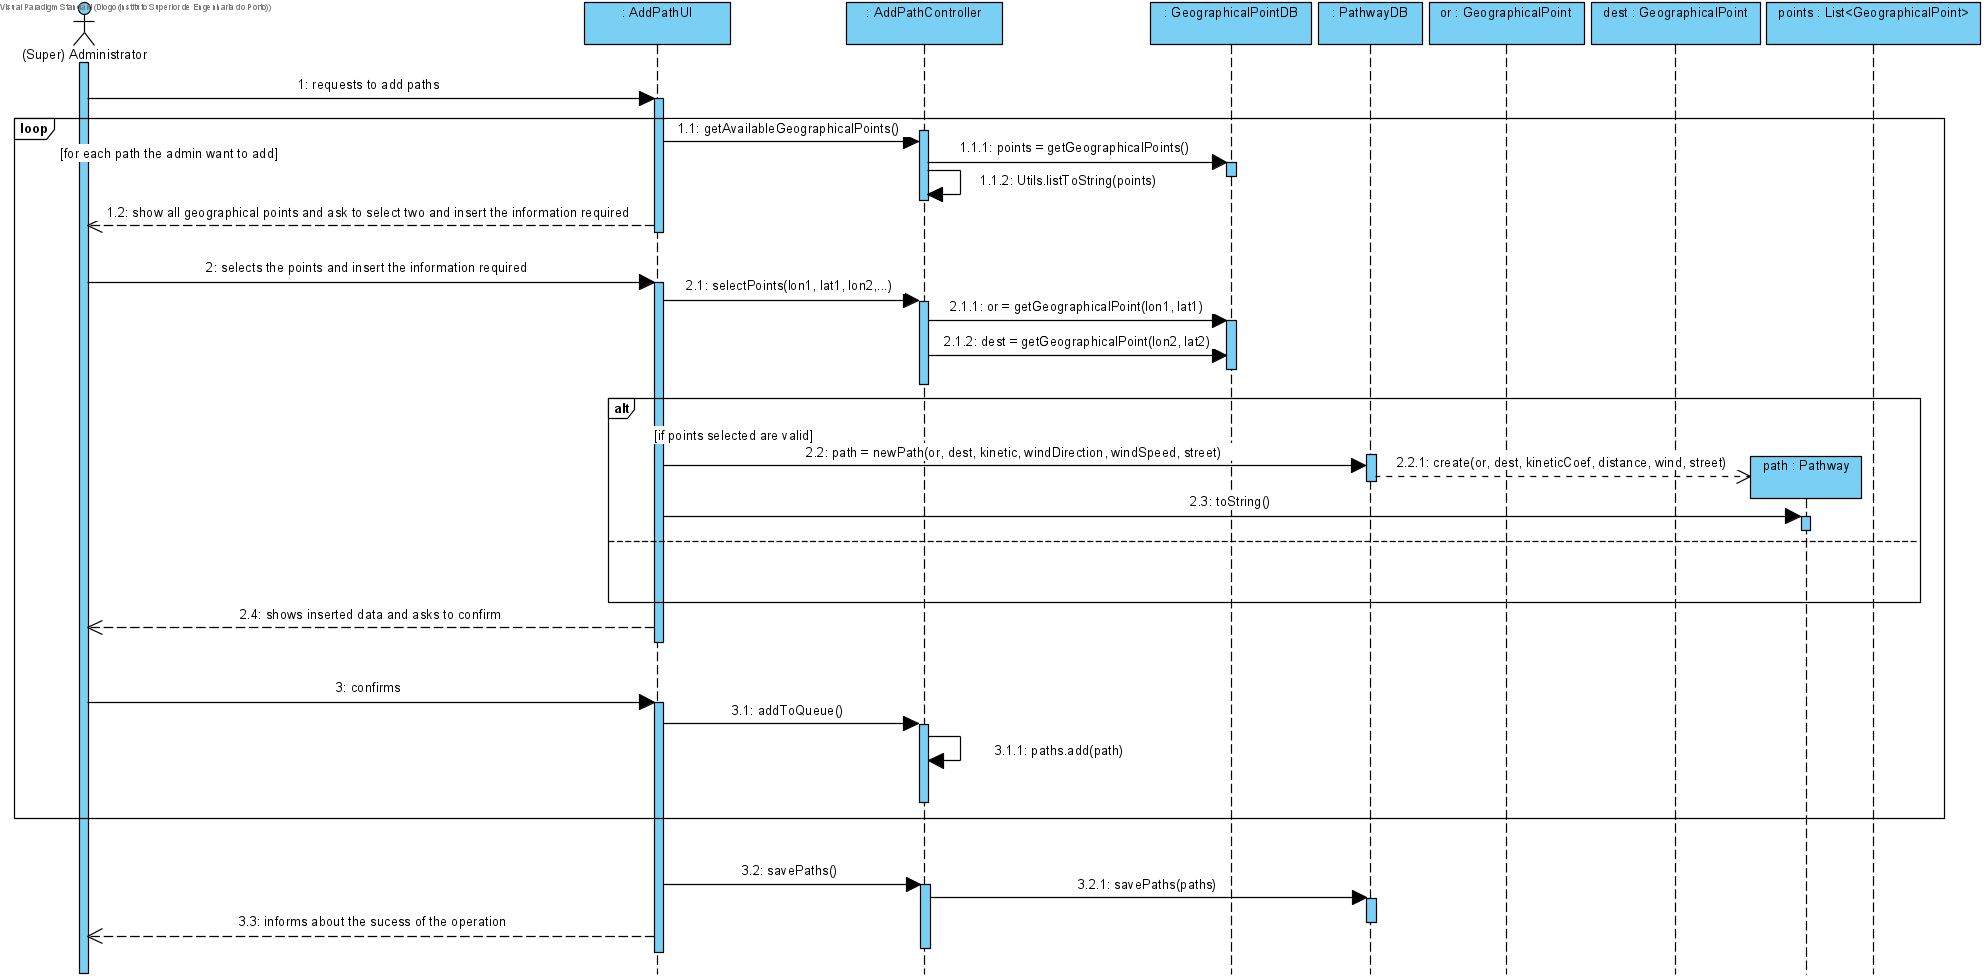 Visual Paradigm Standard (Diogo (Instituto Superior de Engenharia do Porto))
(Super) Administrator
: AddPathUI
: AddPathController
: GeographicalPointDB
: PathwayDB
or : GeographicalPoint
dest : GeographicalPoint
points : List<GeographicalPoint>
1: requests to add paths
loop
[for each path the admin want to add]
1.1: getAvailableGeographicalPoints()
1.1.1: points = getGeographicalPoints()
1.1.2: Utils.listToString(points)
1.2: show all geographical points and ask to select two and insert the information required
2: selects the points and insert the information required
2.1: selectPoints(lon1, lat1, lon2,...)
2.1.1: or = getGeographicalPoint(lon1, lat1)
2.1.2: dest = getGeographicalPoint(lon2, lat2)
alt
[if points selected are valid]
2.2: path = newPath(or, dest, kinetic, windDirection, windSpeed, street)
2.2.1: create(or, dest, kineticCoef, distance, wind, street)
path : Pathway
2.3: toString()
2.4: shows inserted data and asks to confirm
3: confirms
3.1: addToQueue()
3.1.1: paths.add(path)
3.2: savePaths()
3.2.1: savePaths(paths)
3.3: informs about the sucess of the operation